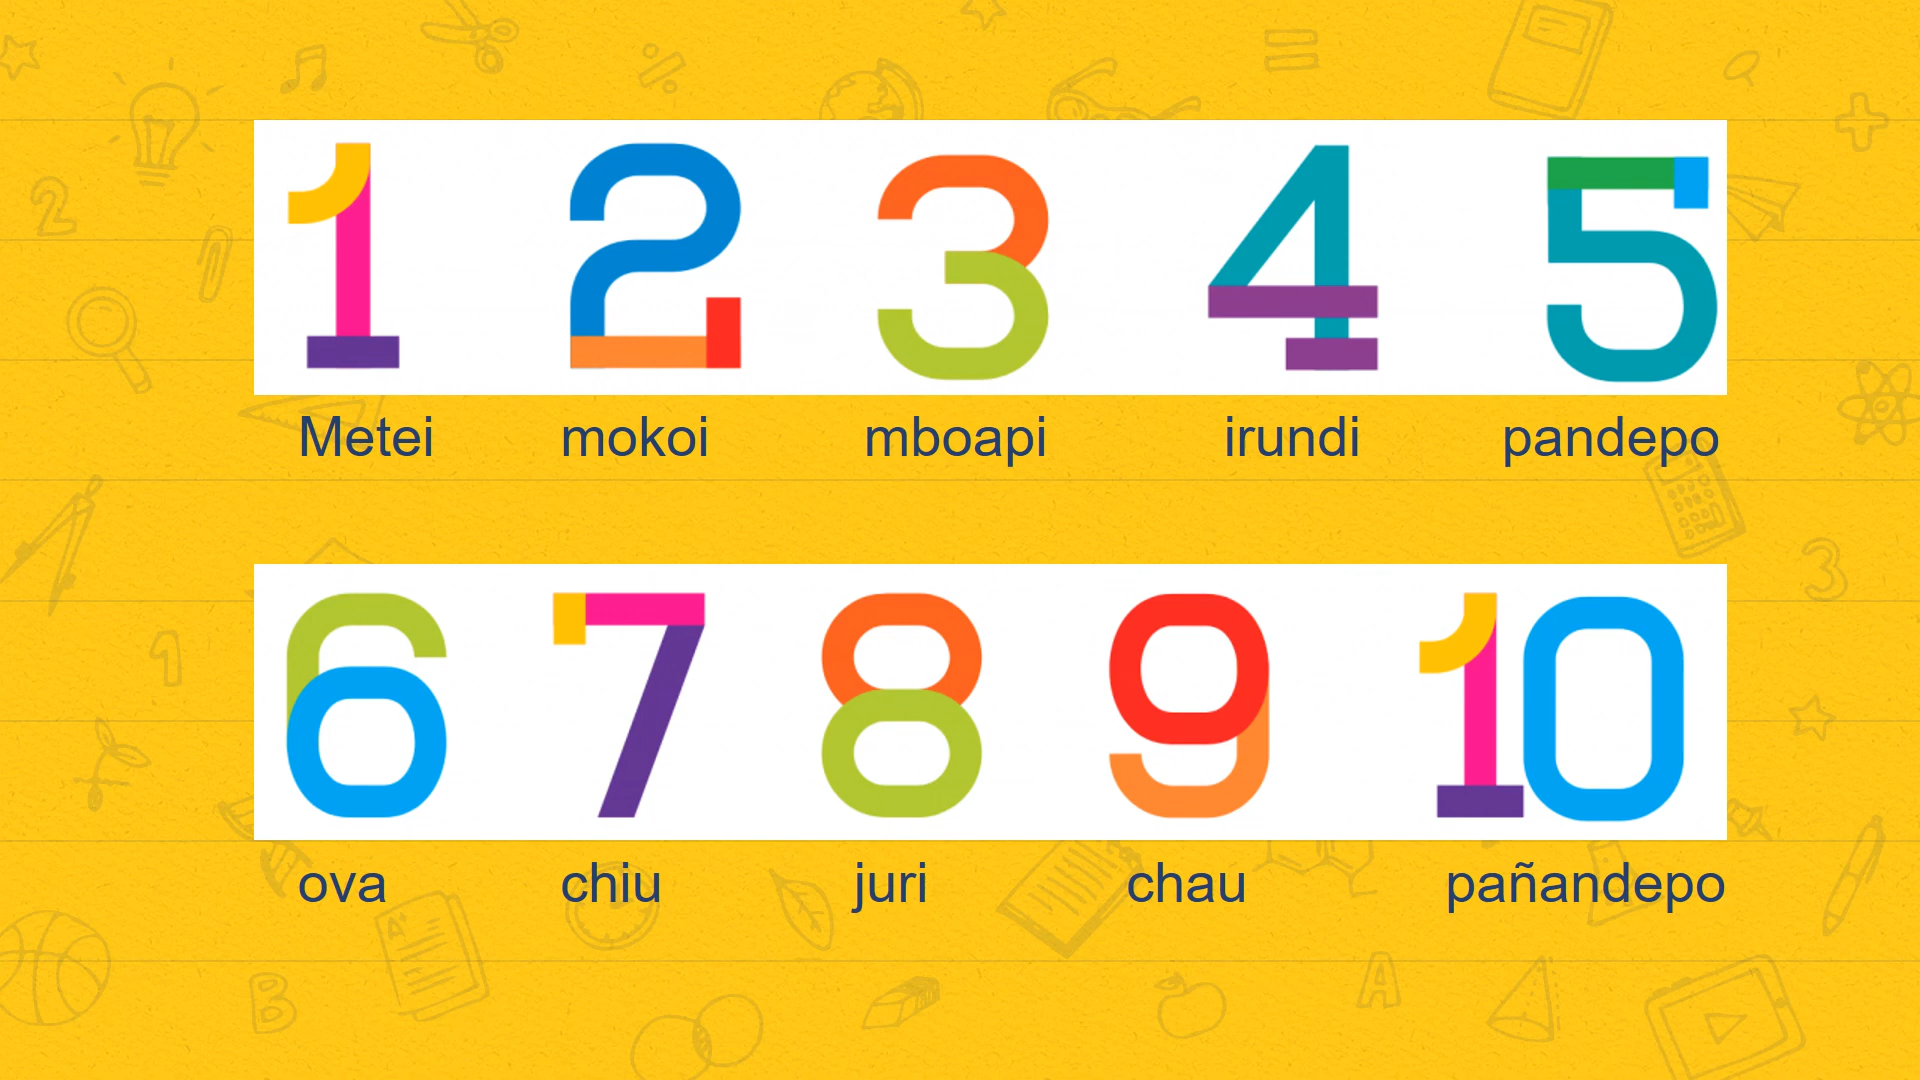 1 2 3 4 5
Metei mokoi mboapi irundi pandepo
6 7 8 9 10
ova chiu juri chau pañandepo